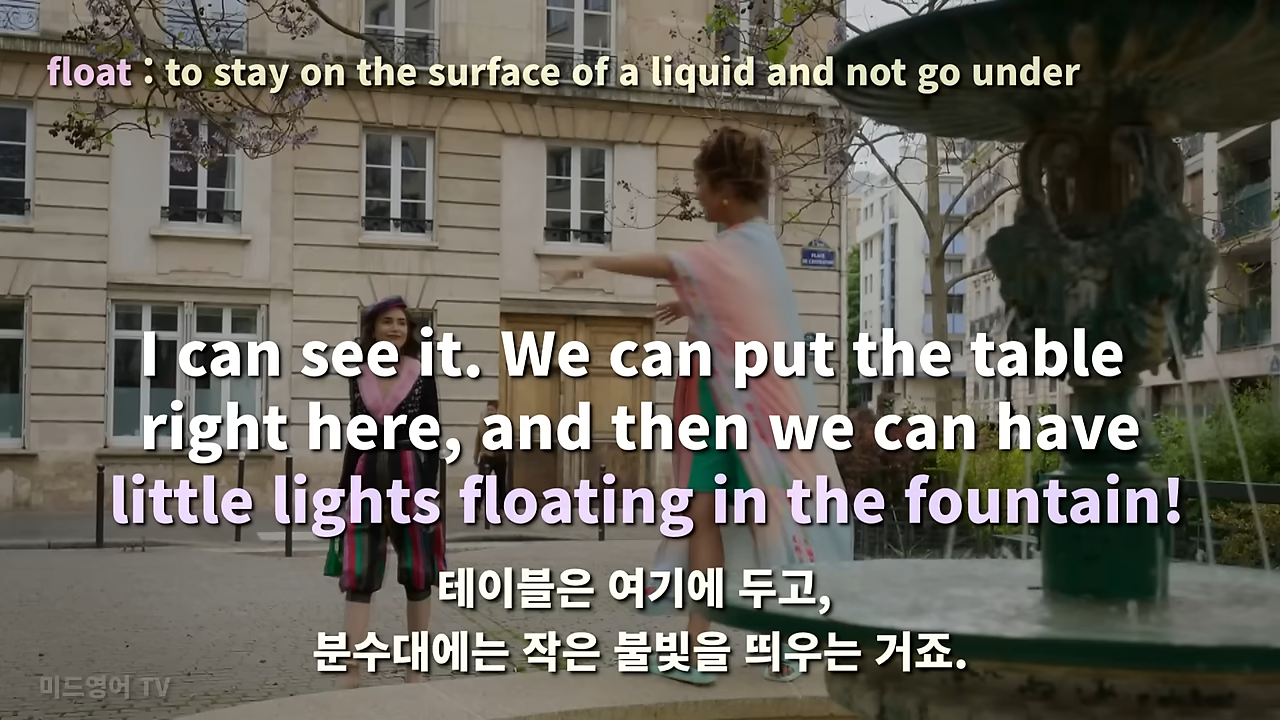 float : to stay on the surface of a liquid and not go under
I can see it. We can put the table
right here, and then we can have
little lights floating in the fountain!
테이블은 여기에 두고,
분수대에는 작은 불빛을 띄우는 거죠.
미드영어 TV